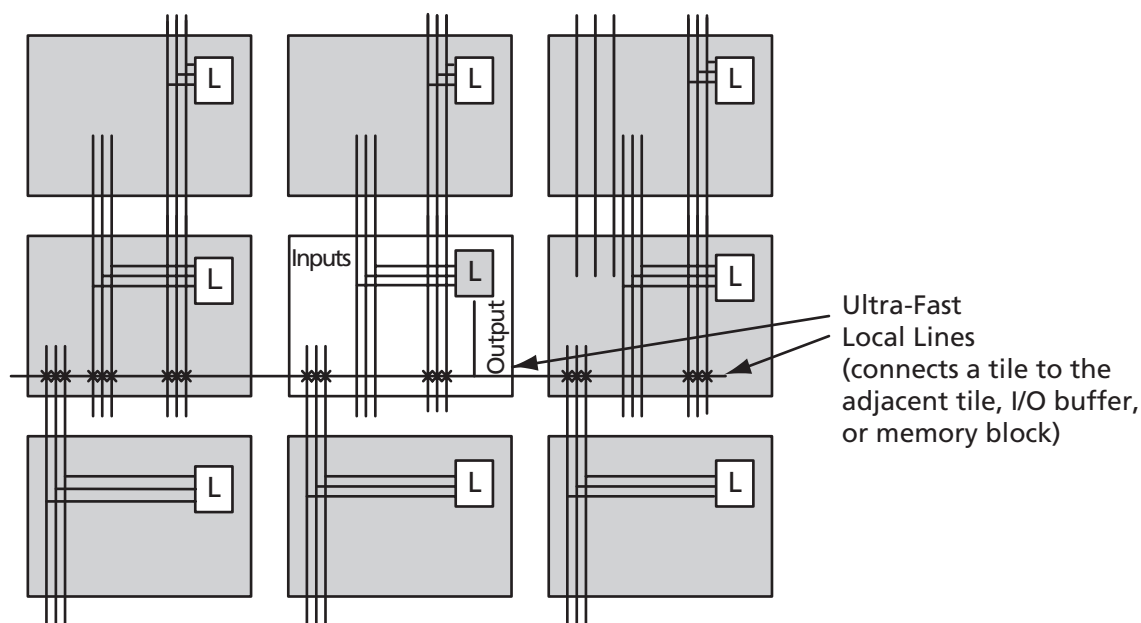 L
L
L
L
Inputs
L
L
Output
Ultra-Fast
Local Lines
(connects a tile to the
adjacent tile, I/O buffer,
or memory block)
L
L
L